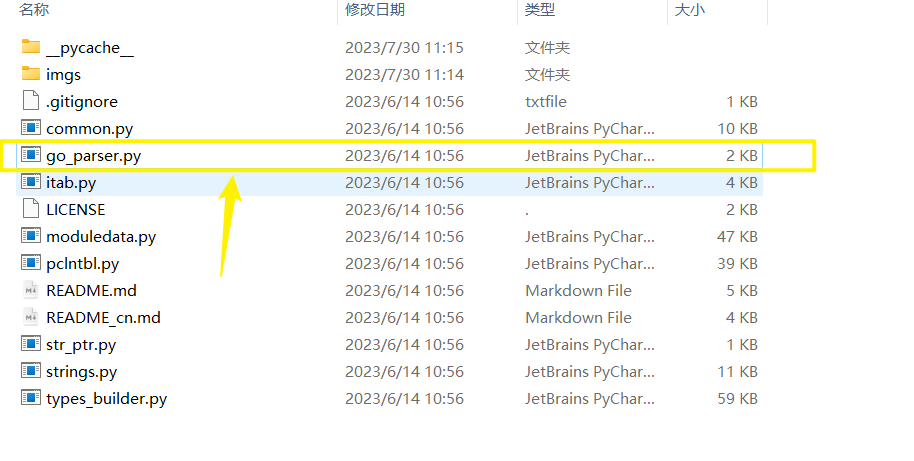 名称 修改日期 类型 大小
__pycache__ 2023/7/30 11:15 文件夹
imgs 2023/7/30 11:14 文件夹
.gitignore 2023/6/14 10:56 txtfile 1 KB
common.py 2023/6/14 10:56 JetBrains PyChar... 10 KB
go_parser.py 2023/6/14 10:56 JetBrains PyChar... 2 KB
itab.py 2023/6/14 10:56 JetBrains PyChar... 4 KB
LICENSE 2023/6/14 10:56 . 2 KB
moduledata.py 2023/6/14 10:56 JetBrains PyChar... 47 KB
pclntbl.py 2023/6/14 10:56 JetBrains PyChar... 39 KB
README.md 2023/6/14 10:56 Markdown File 5 KB
README_cn.md 2023/6/14 10:56 Markdown File 4 KB
str_ptr.py 2023/6/14 10:56 JetBrains PyChar... 1 KB
strings.py 2023/6/14 10:56 JetBrains PyChar... 11 KB
types_builder.py 2023/6/14 10:56 JetBrains PyChar... 59 KB